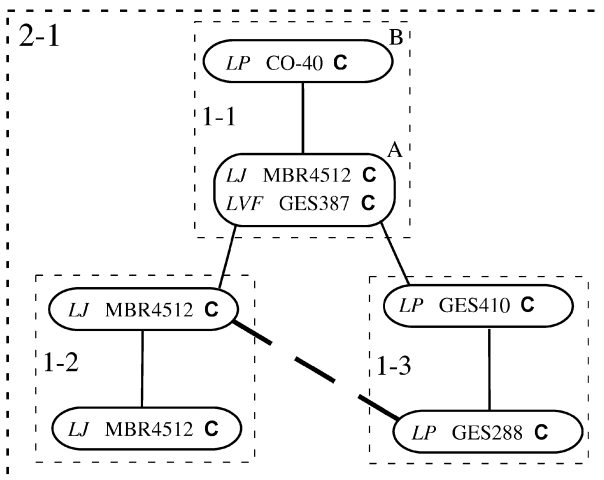 2-1
B
LP CO-40 C
1-1
A
LJ MBR4512 C
LVF GES387 C
LJ MBR4512 C
LP GES410 C
1-2
1-3
LJ MBR4512 C
LP GES288 C